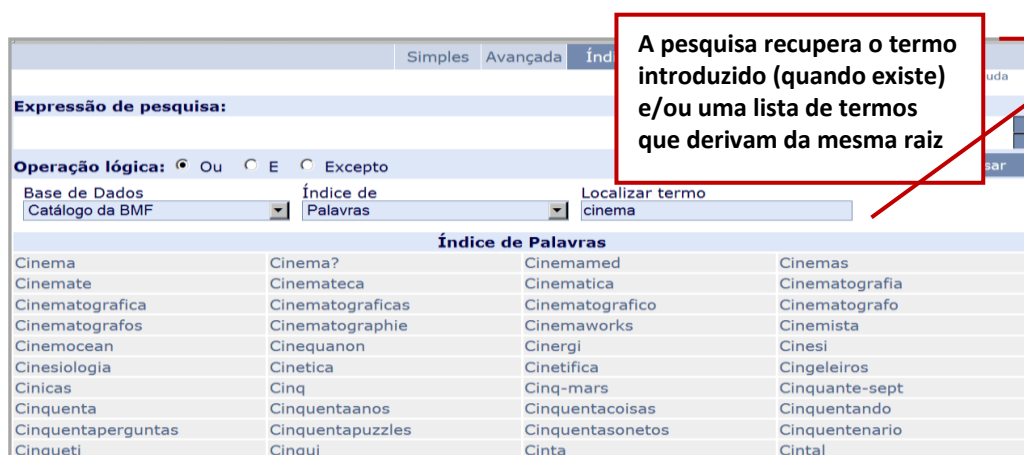 A pesquisa recupera o termo
introduzido (quando existe)
e/ou uma lista de termos
que derivam da mesma raiz
Simples Avançada
Expressão de pesquisa:
Operação lógica: Ou E Excepto
Base de Dados Índice de Localizar termo
Catálogo da BMF Palavras cinema
Índice de Palavras
Cinema Cinema? Cinemamed Cinemas
Cinemate Cinemateca Cinematica Cinematografia
Cinematografica Cinematograficas Cinematografico Cinematografo
Cinematografos Cinematographie Cinemaworks Cinemista
Cinemocean Cinequanon Cinergi Cinesi
Cinesiologia Cinetica Cinetifica Cingeleiros
Cinicas Cinq Cinq-mars Cinquante-sept
Cinquenta Cinquentaanos Cinquentacoisas Cinquentando
Cinquentaperguntas Cinquentapuzzles Cinquentasonetos Cinquentenario
Cinqueti Cinqui Cinta Cintal